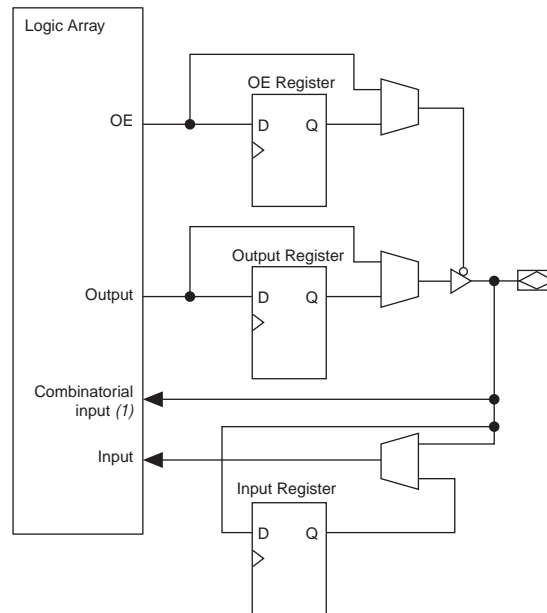 Logic Array
OE Register
OE
D Q
Output Register
Output
D Q
Combinatorial
input (1)
Input
Input Register
D Q